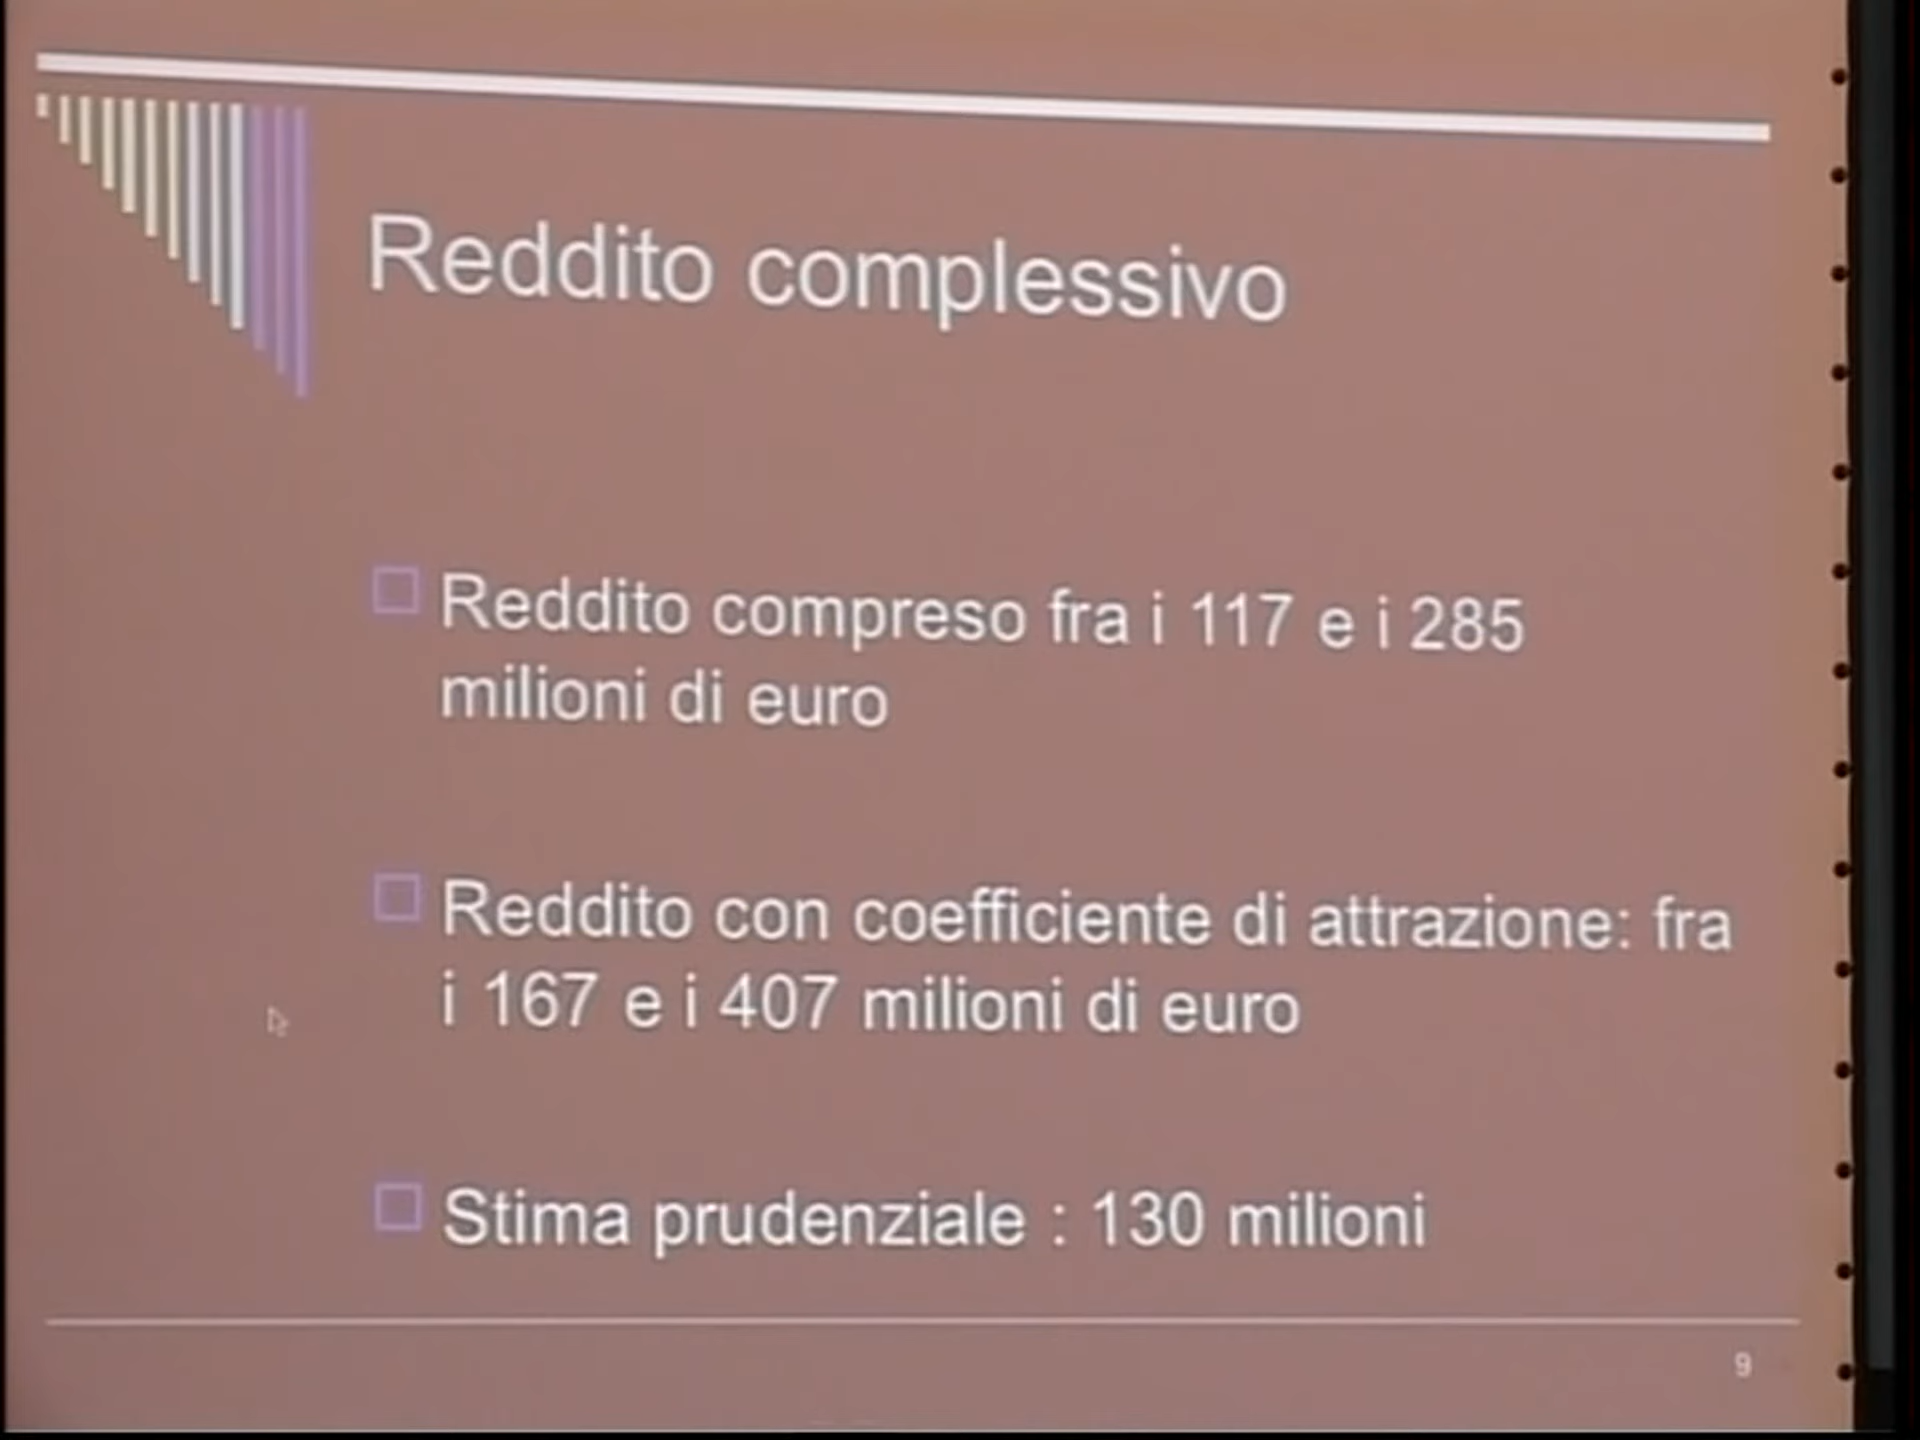 Reddito complessivo
Reddito compreso fra i 117 e i 285
milioni di euro
Reddito con coefficiente di attrazione: fra
i 167 e i 407 milioni di euro
Stima prudenziale : 130 milioni
9